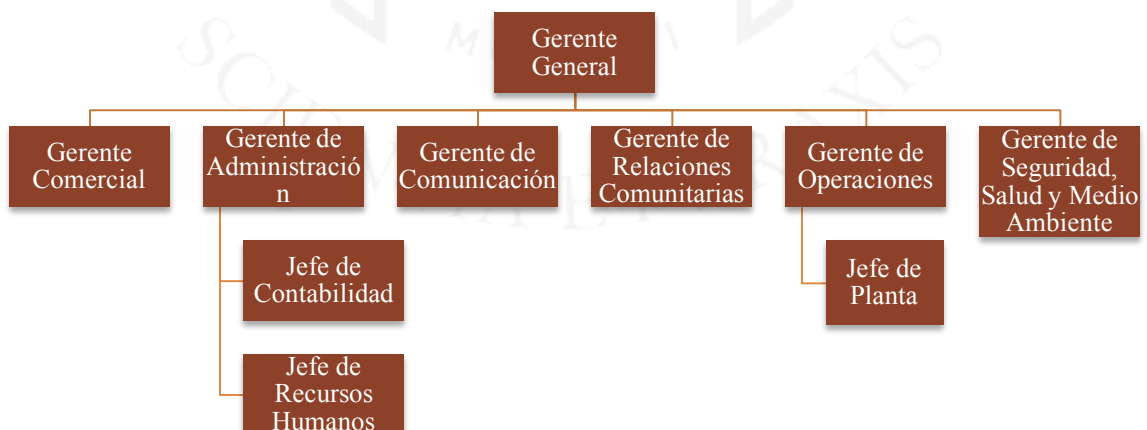 Gerente
General
Gerente
Comercial
Gerente de
Administració
n
Gerente de
Comunicación
Gerente de
Relaciones
Comunitarias
Gerente de
Operaciones
Gerente de
Seguridad,
Salud y Medio
Ambiente
Jefe de
Contabilidad
Jefe de
Planta
Jefe de
Recursos
Humanos